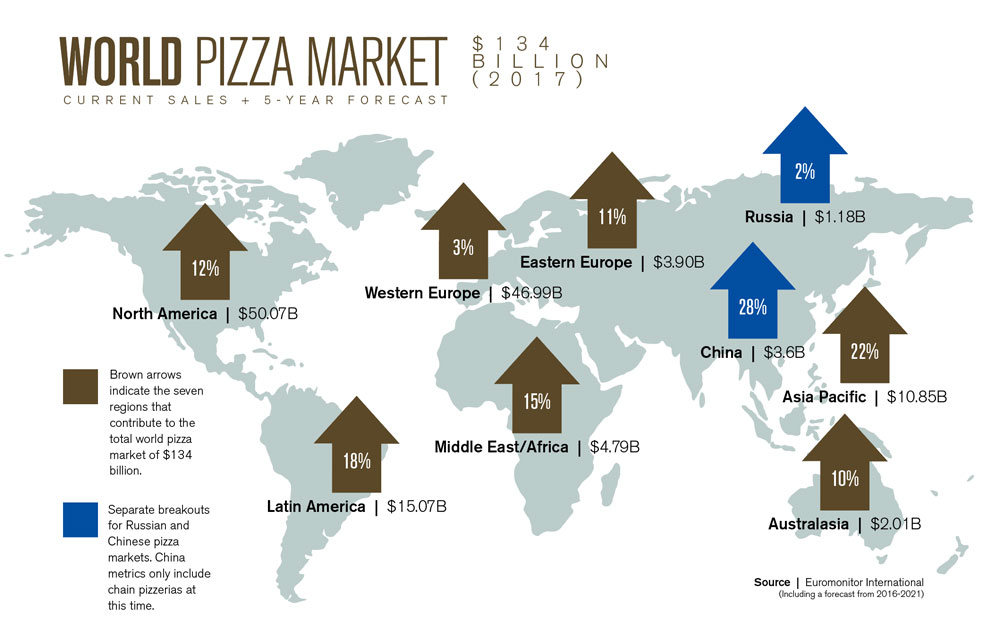 WORLD PIZZA MARKET
CURRENT SALES + 5-YEAR FORECAST
$134
BILLION
(2017)
2%
Russia | $1.18B
11%
Eastern Europe | $3.90B
3%
Western Europe | $46.99B
12%
North America | $50.07B
28%
China | $3.6B
22%
Asia Pacific | $10.85B
15%
Middle East/Africa | $4.79B
18%
Latin America | $15.07B
10%
Australasia | $2.01B
Brown arrows
indicate the seven
regions that
contribute to the
total world pizza
market of $134
billion.
Separate breakouts
for Russian and
Chinese pizza
markets. China
metrics only include
chain pizzerias at
this time.
Source | Euromonitor International
(Including a forecast from 2016-2021)